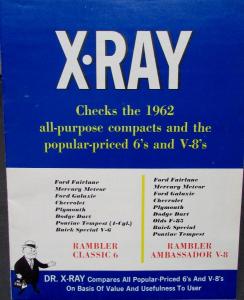 X·RAY
Checks the 1962
all-purpose compacts and the
popular-priced 6's and V-8's
Ford Fairlane
Mercury Meteor
Ford Galaxie
Chevrolet
Plymouth
Dodge Dart
Pontiac Tempest (4-Cyl.)
Buick Special V-6
RAMBLER
CLASSIC 6
Ford Fairlane
Mercury Meteor
Ford Galaxie
Chevrolet
Plymouth
Dodge Dart
Olds F-85
Buick Special
Pontiac Tempest
RAMBLER
AMBASSADOR V-8
DR. X-RAY Compares All Popular-Priced 6's And V-8's
On Basis Of Value And Usefulness To User